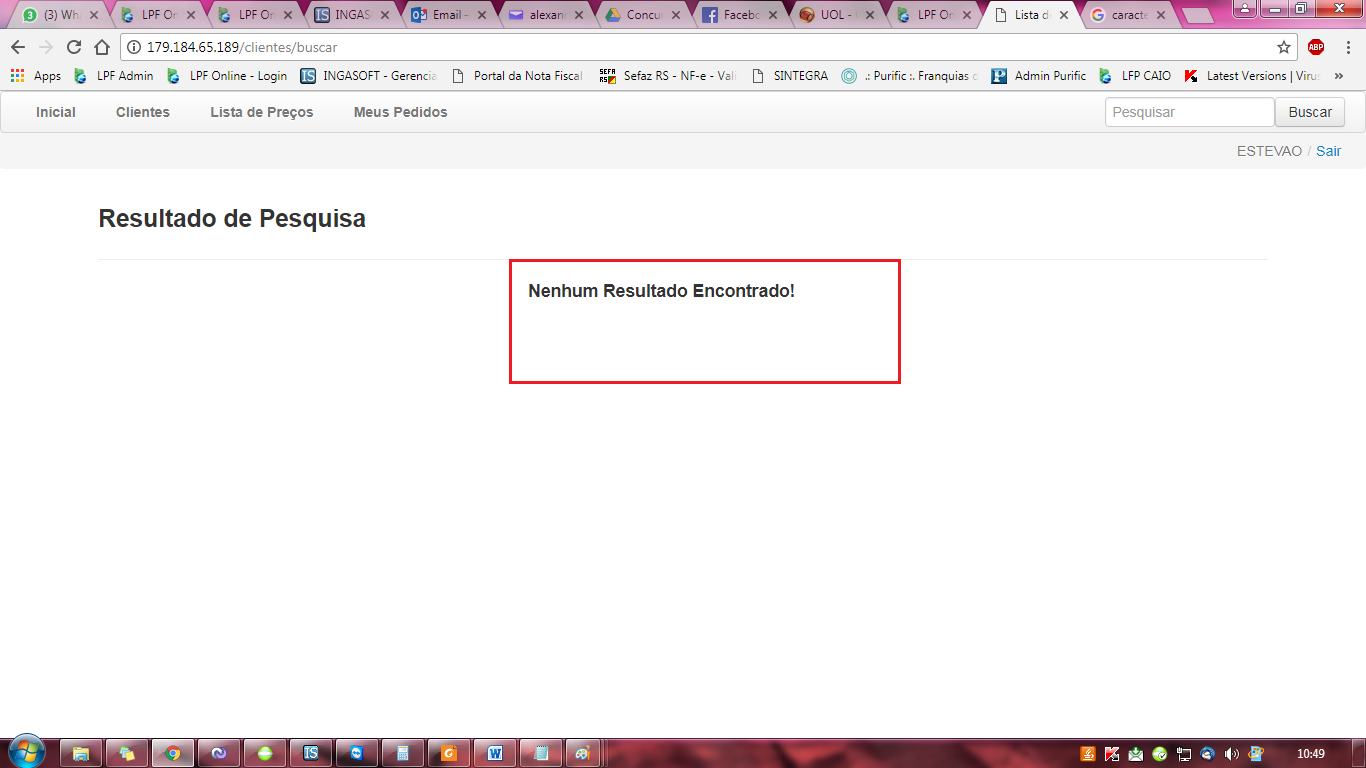 (3) Wha
LPF On
LPF On
INGAS
Email -
alexan
Concu
Facebo
UOL -
LPF On
Lista d
caracte
179.184.65.189/clientes/buscar
ABP
Apps
LPF Admin
LPF Online - Login
INGASOFT - Gerencia
Portal da Nota Fiscal
Sefaz RS - NF-e - Vali
SINTEGRA
.: Purific :. Franquias
Admin Purific
LFP CAIO
Latest Versions | Viru
»
Inicial
Clientes
Lista de Preços
Meus Pedidos
Pesquisar
Buscar
ESTEVAO / Sair
Resultado de Pesquisa
Nenhum Resultado Encontrado!
10:49